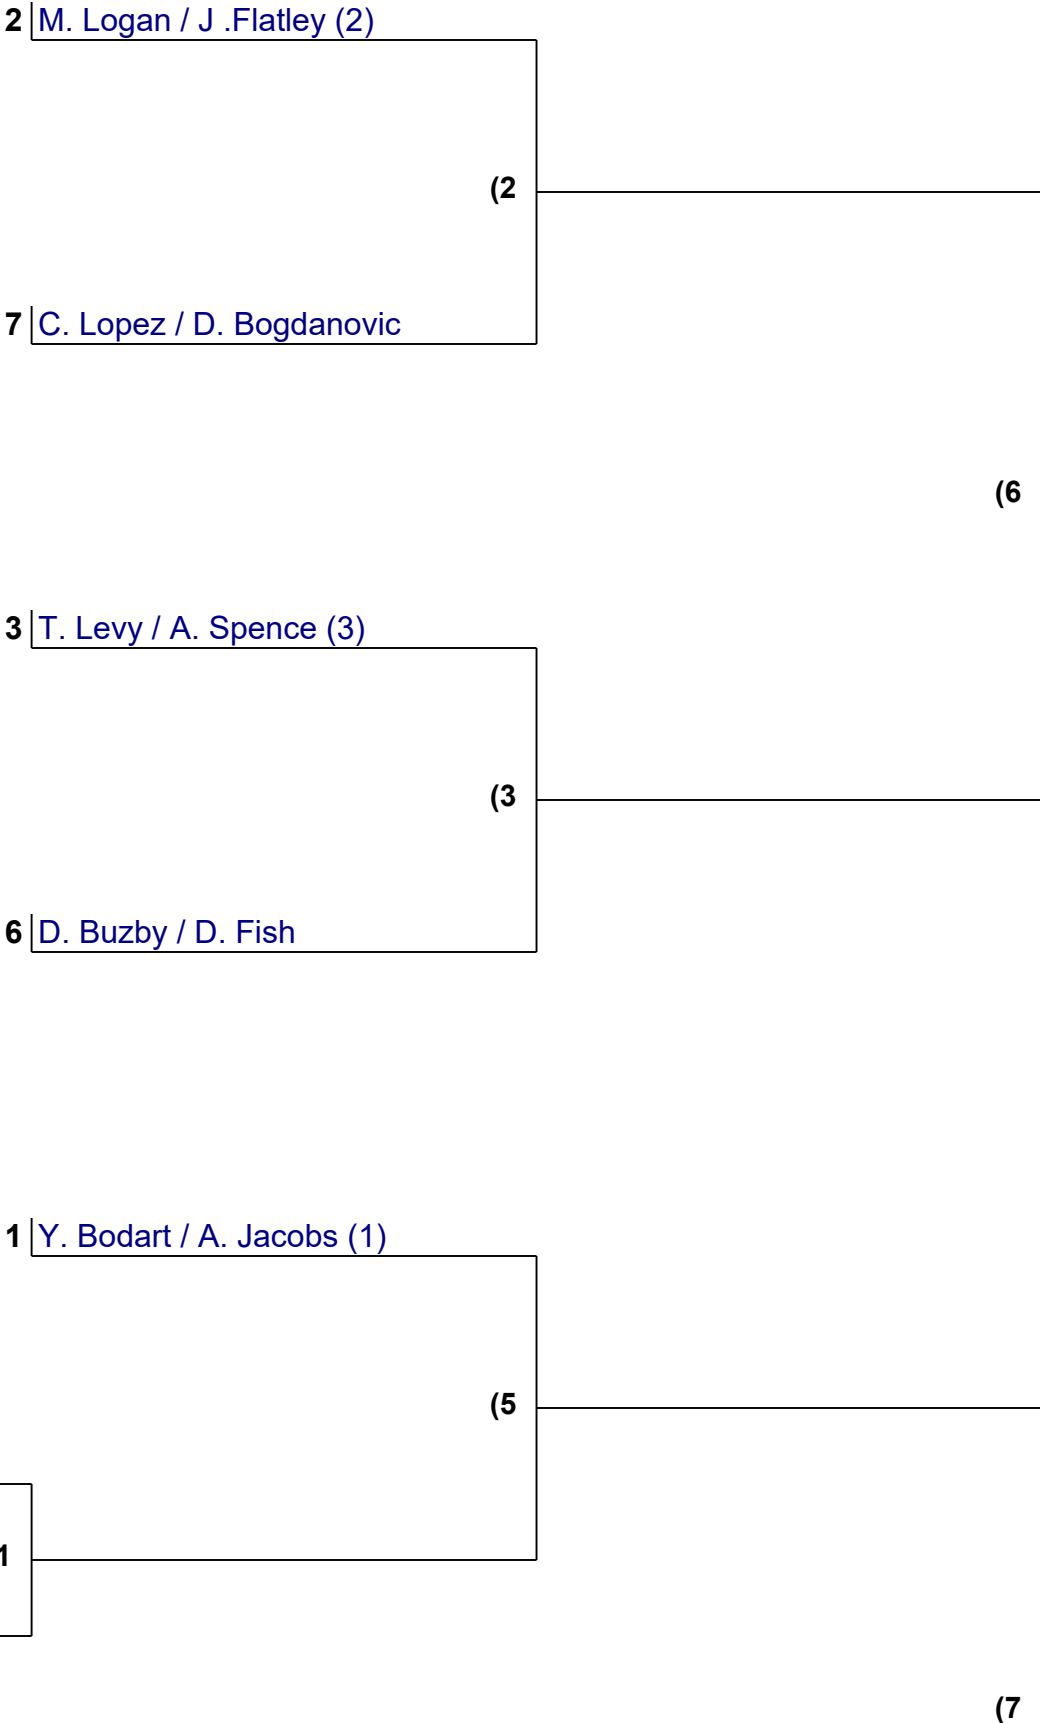 2 M. Logan / J .Flatley (2)
(2
7 C. Lopez / D. Bogdanovic
(6
3 T. Levy / A. Spence (3)
(3
6 D. Buzby / D. Fish
1 Y. Bodart / A. Jacobs (1)
(5
1
(7